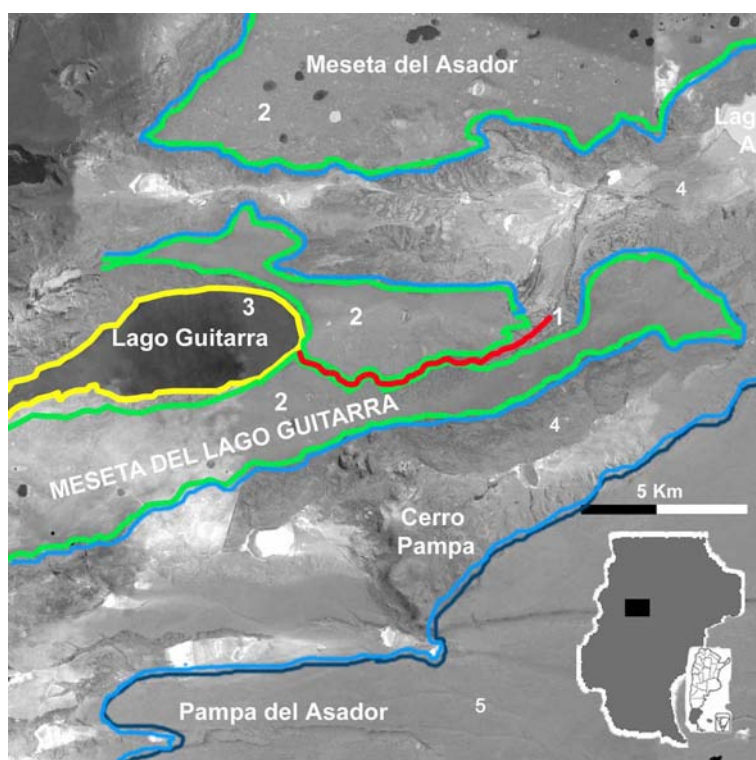 Meseta del Asador
2
Lag
A
4
1
3
2
Lago Guitarra
2
MESETA DEL LAGO GUITARRA
4
5 Km
Cerro
Pampa
Pampa del Asador
5